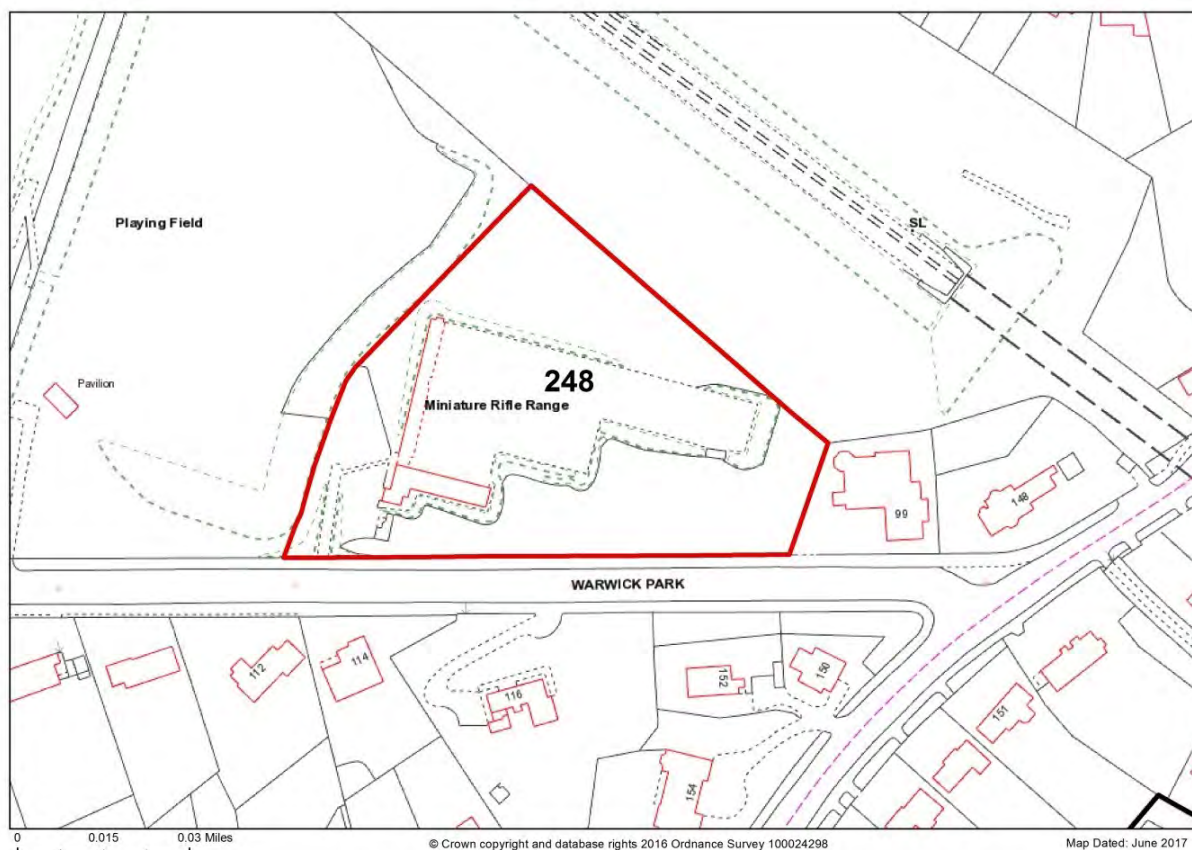 SL
Playing Field
248
Pavilion
Miniature Rifle Range
99
148
WARWICK PARK
112
114
116
152
150
151
154
0 0.015 0.03 Miles
© Crown copyright and database rights 2016 Ordnance Survey 100024298
Map Dated: June 2017